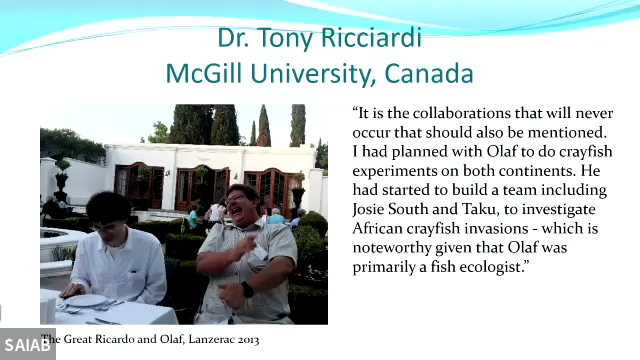 Dr. Tony Ricciardi
McGill University, Canada
“It is the collaborations that will never
occur that should also be mentioned.
I had planned with Olaf to do crayfish
experiments on both continents. He
had started to build a team including
Josie South and Taku, to investigate
African crayfish invasions - which is
noteworthy given that Olaf was
primarily a fish ecologist.”
The Great Ricardo and Olaf, Lanzerac 2013
SAIAB